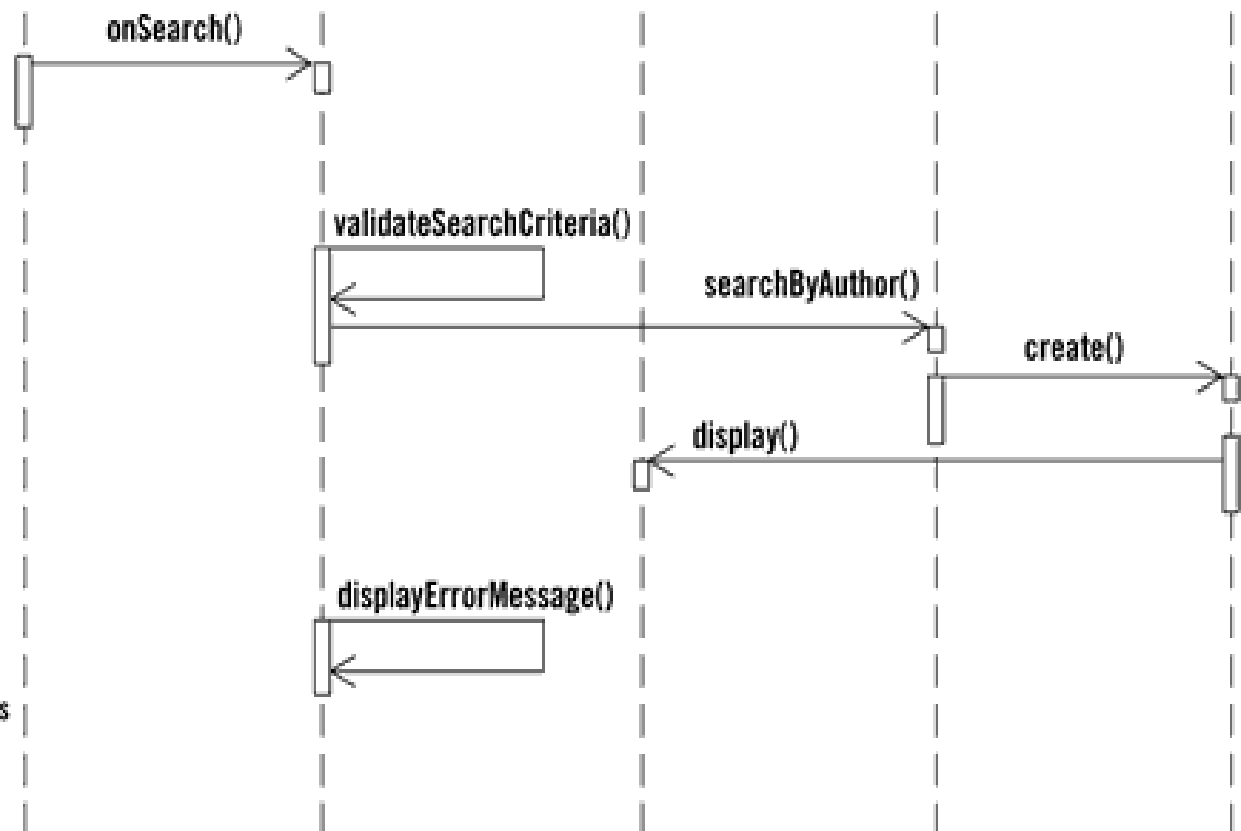 onSearch()
validateSearchCriteria()
searchByAuthor()
create()
display()
displayErrorMessage()
s